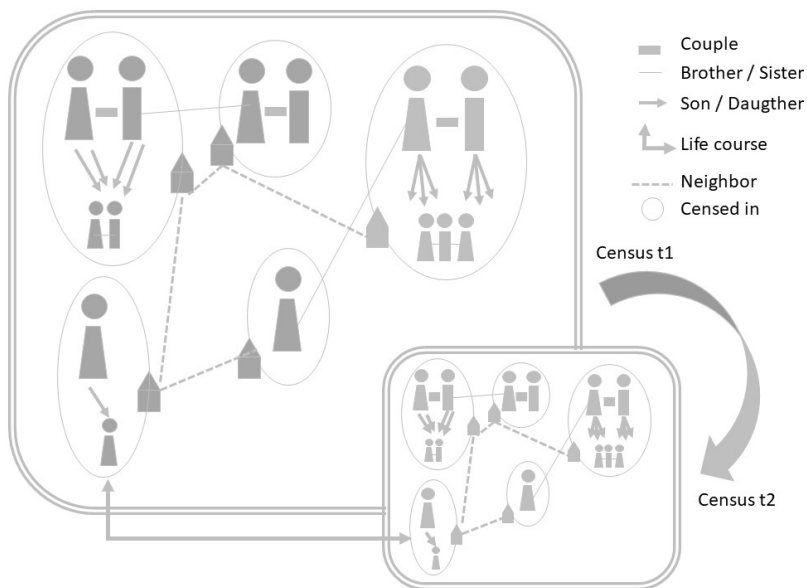 Couple
Brother / Sister
Son / Daugther
Life course
Neighbor
Censed in
Census t1
Census t2